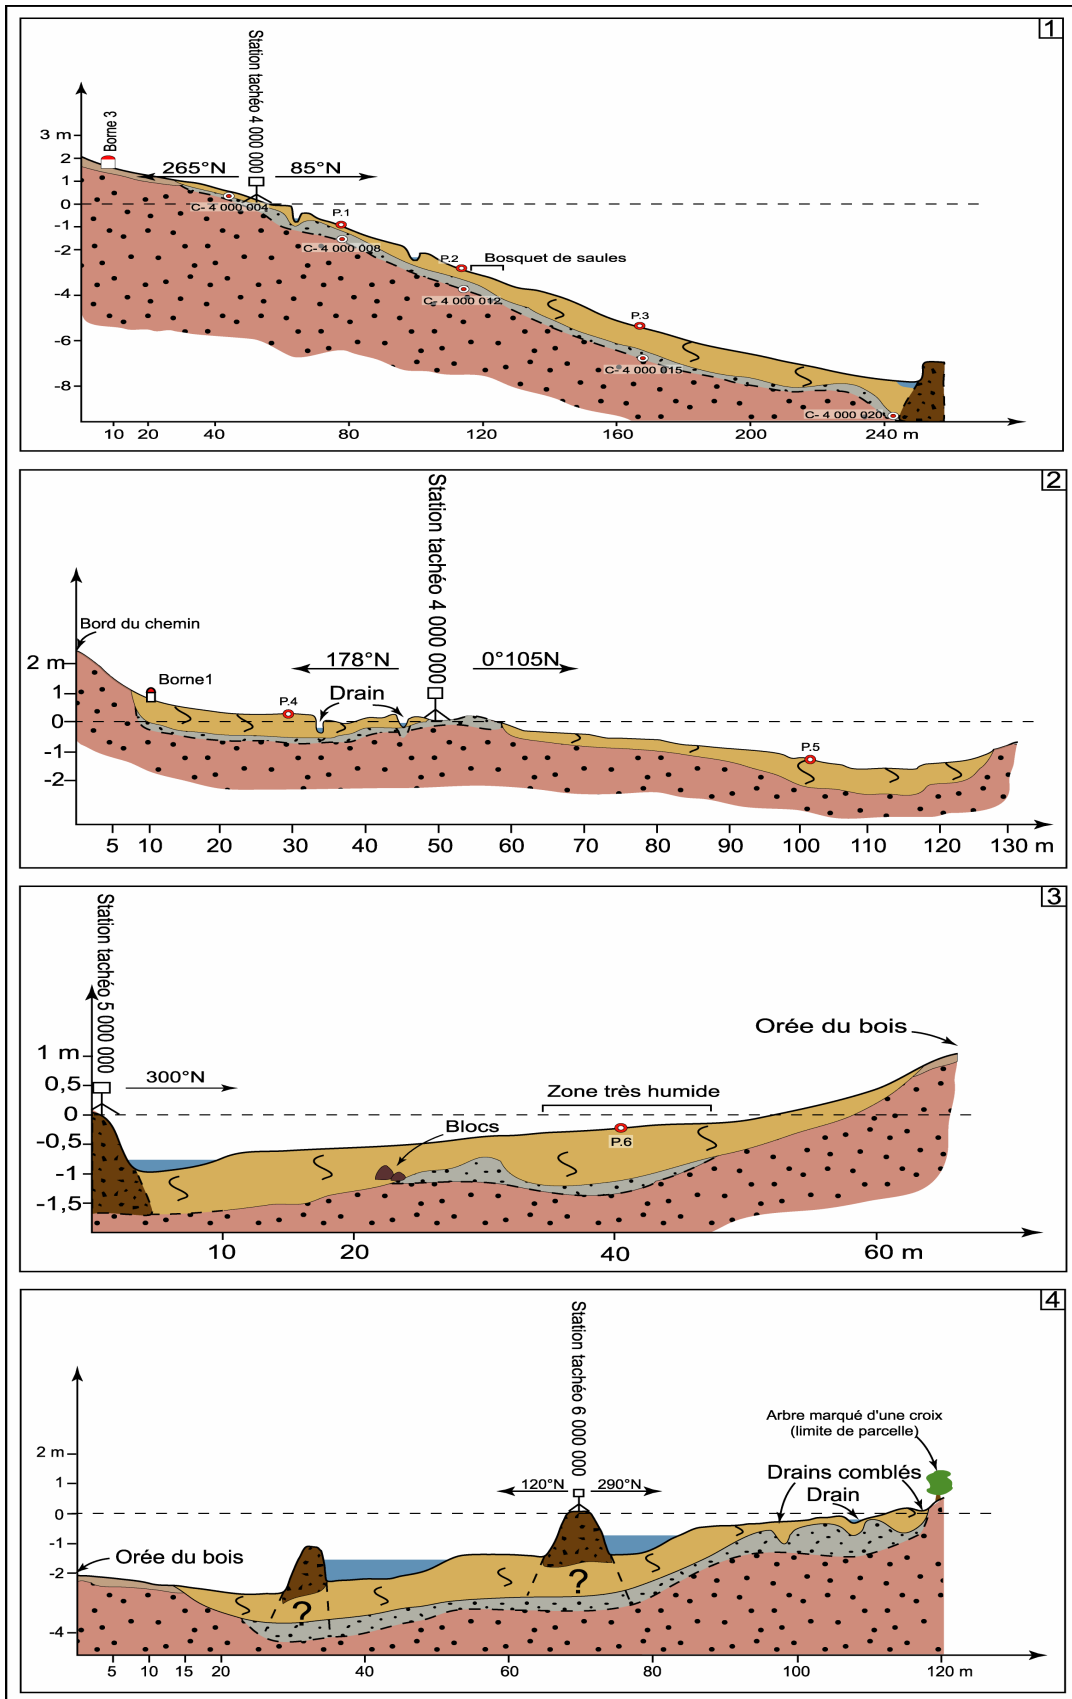 1
Station tachéo 4 000 000
Borne 3
3 m
2
1
0
-1
-2
-4
-6
-8
265°N
85°N
C- 4 000 004
P.1
C- 4 000 008
P.2
Bosquet de saules
C- 4 000 012
P.3
C- 4 000 015
C- 4 000 020
10 20 40 80 120 160 200 240 m
2
Station tachéo 4 000 000
Bord du chemin
2 m
1
0
-1
-2
178°N
0°105N
Borne1
P.4
Drain
P.5
5 10 20 30 40 50 60 70 80 90 100 110 120 130 m
3
Station tachéo 5 000 000
1 m
0,5
0
-0,5
-1
-1,5
300°N
Orée du bois
Zone très humide
Blocs
P.6
10 20 40 60 m
4
Station tachéo 6 000 000
Arbre marqué d'une croix
(limite de parcelle)
2 m
1
0
-1
-2
-4
120°N
290°N
Drains comblés
Drain
Orée du bois
?
?
5 10 15 20 40 60 80 100 120 m